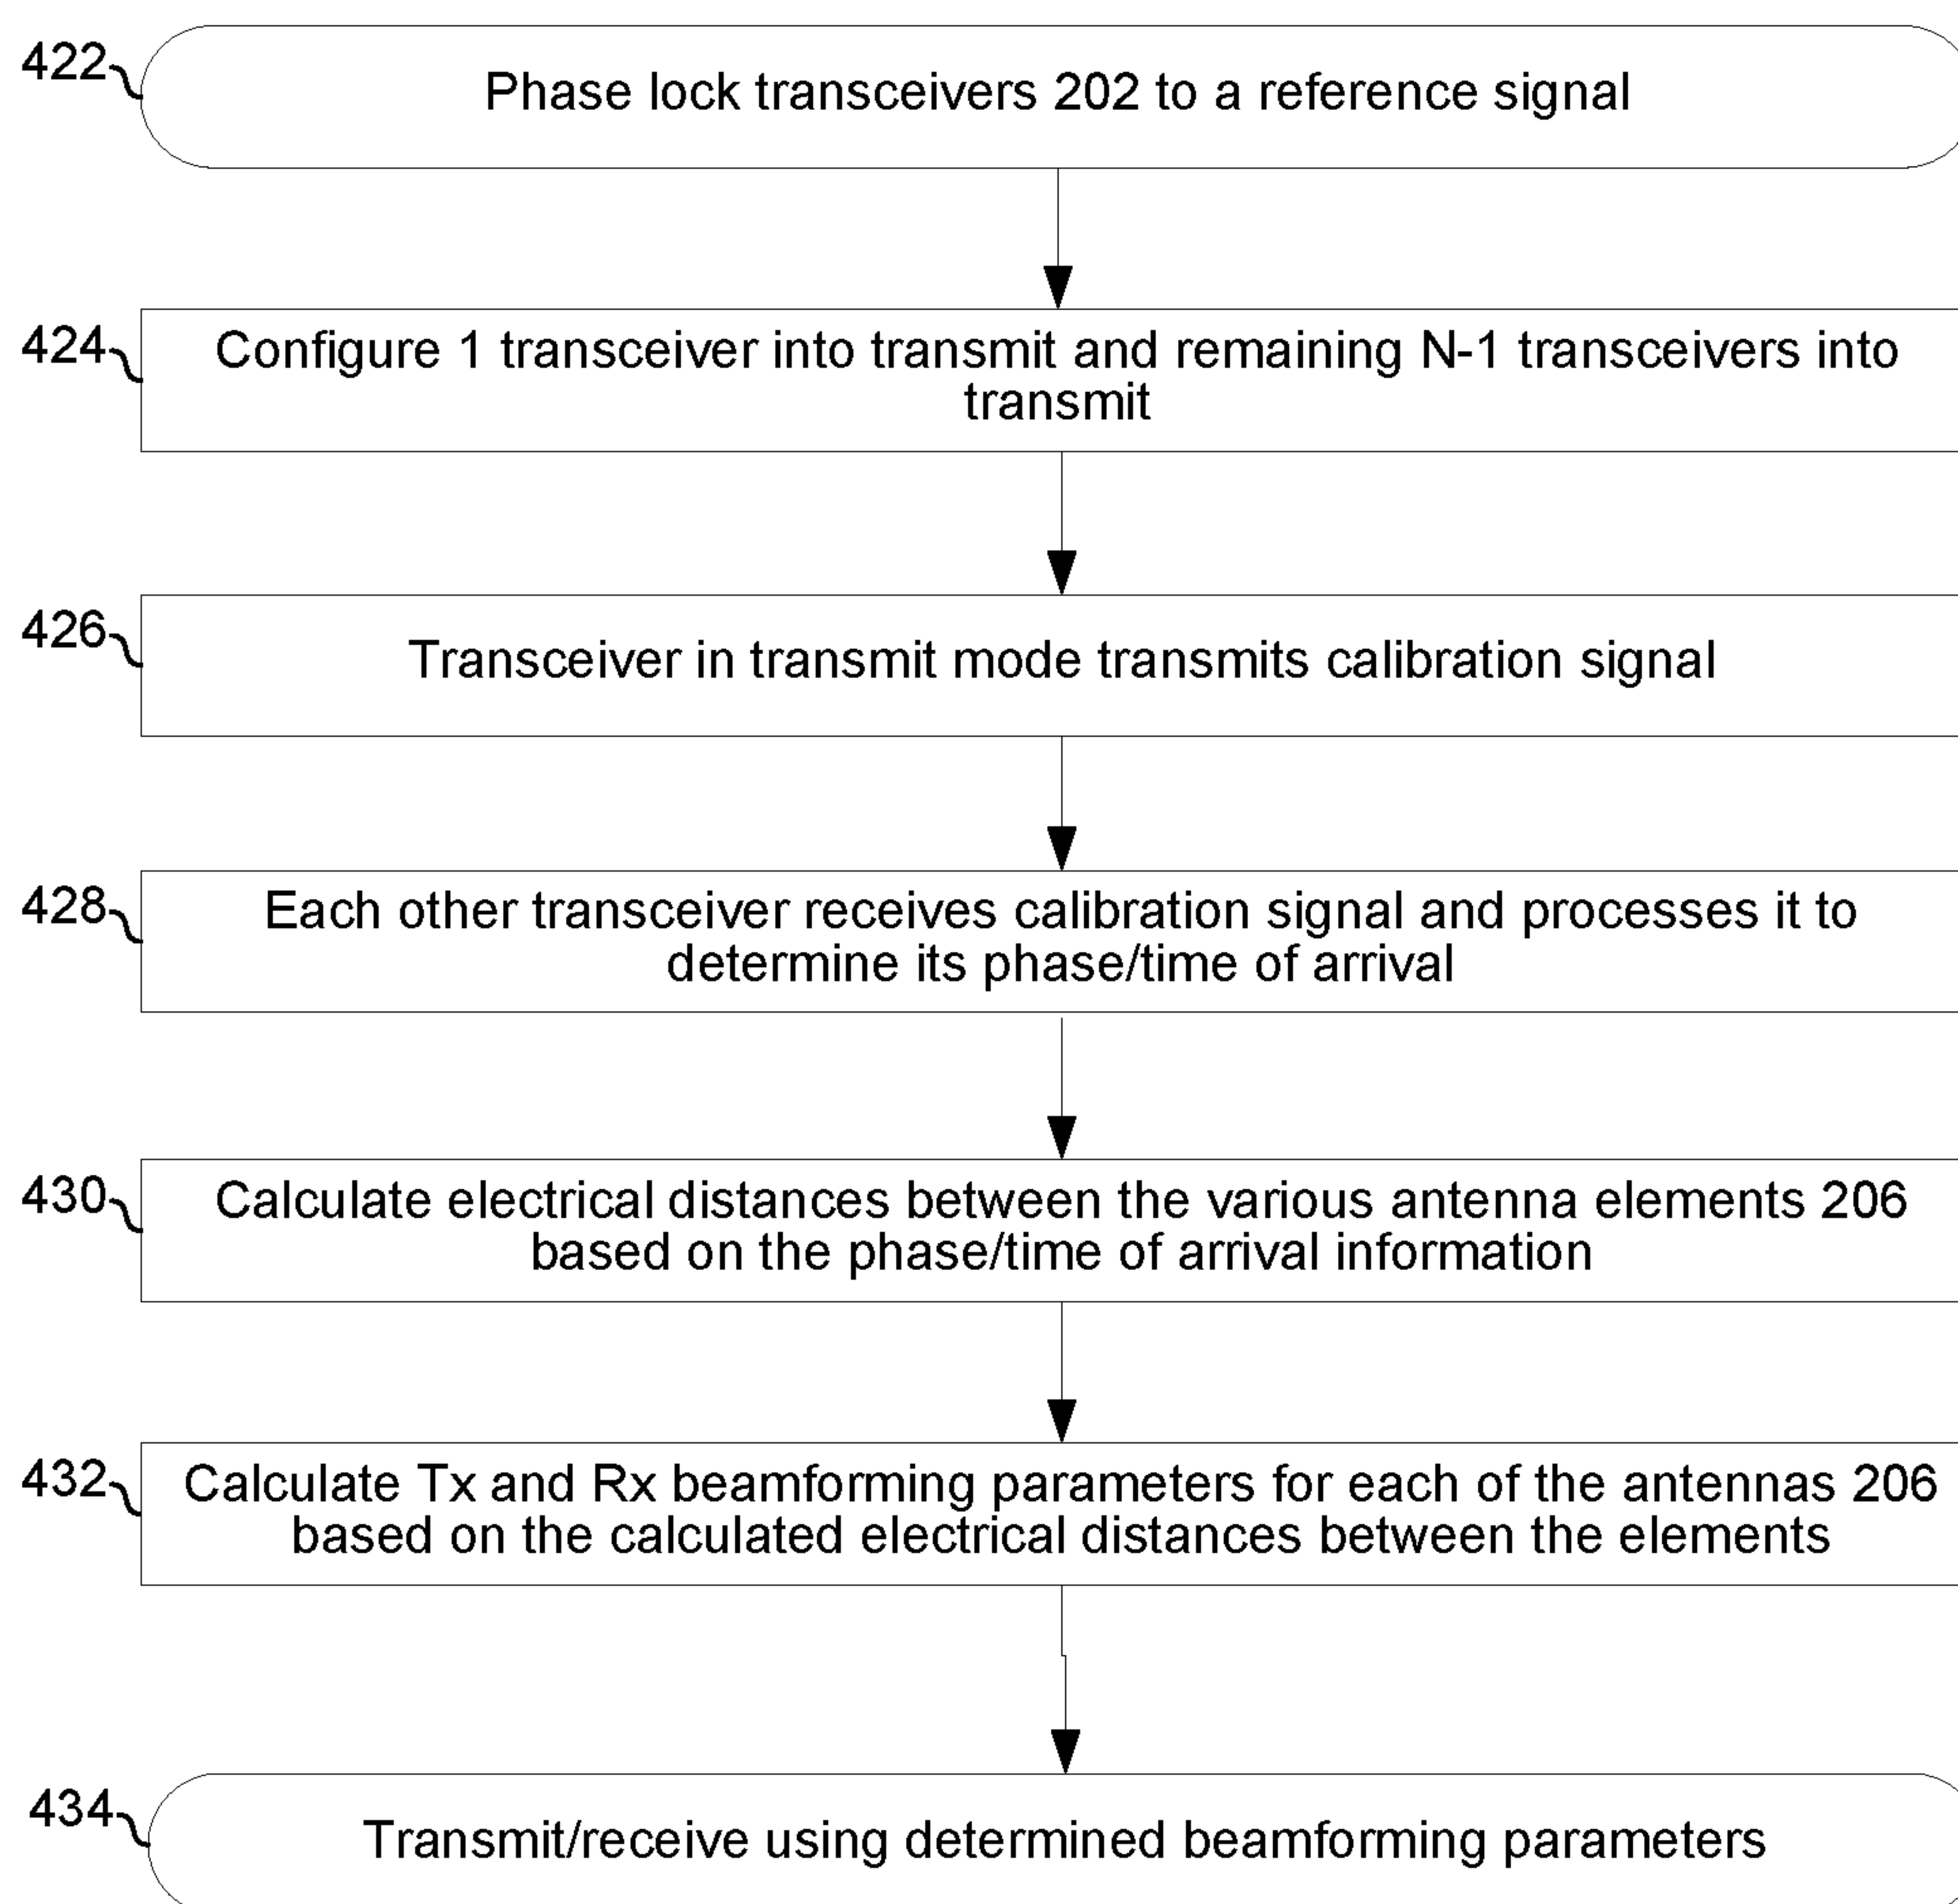 422
Phase lock transceivers 202 to a reference signal
424
Configure 1 transceiver into transmit and remaining N-1 transceivers into
transmit
426
Transceiver in transmit mode transmits calibration signal
428
Each other transceiver receives calibration signal and processes it to
determine its phase/time of arrival
430
Calculate electrical distances between the various antenna elements 206
based on the phase/time of arrival information
432
Calculate Tx and Rx beamforming parameters for each of the antennas 206
based on the calculated electrical distances between the elements
434
Transmit/receive using determined beamforming parameters